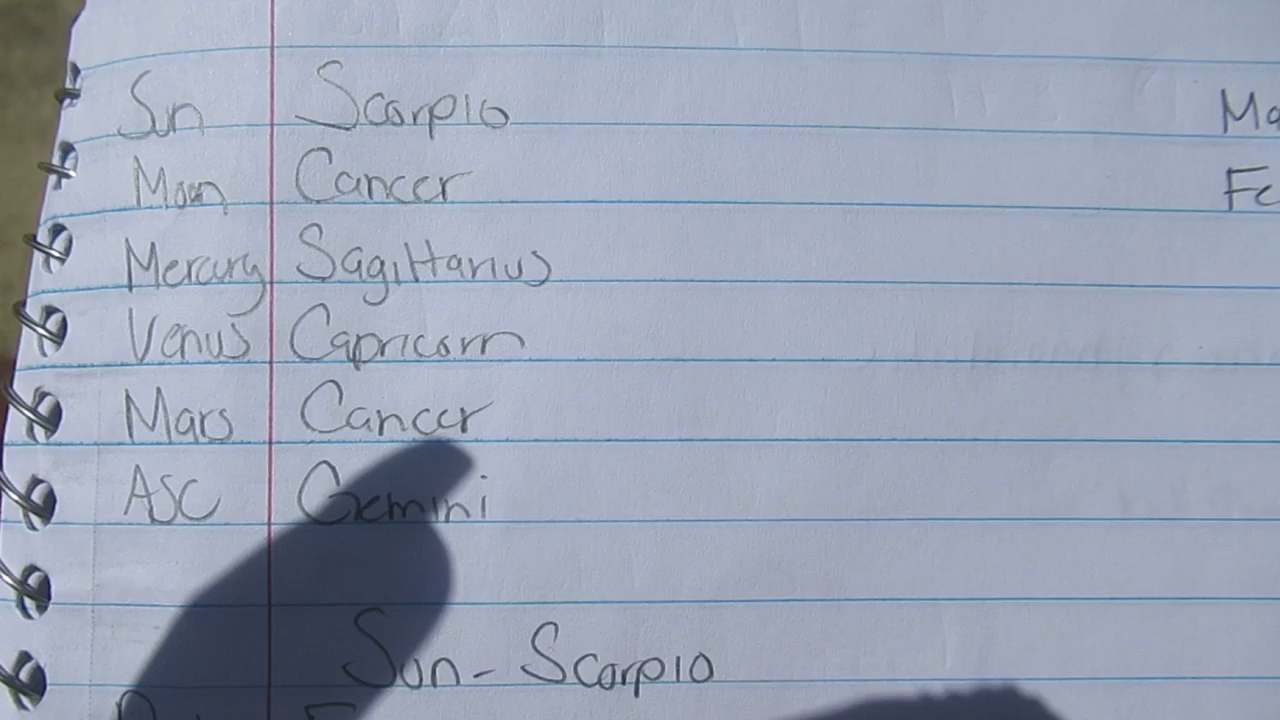 Sun Scorpio
Moon Cancer
Mercury Sagittarius
Venus Capricorn
Mars Cancer
ASC Gemini
Sun - Scorpio